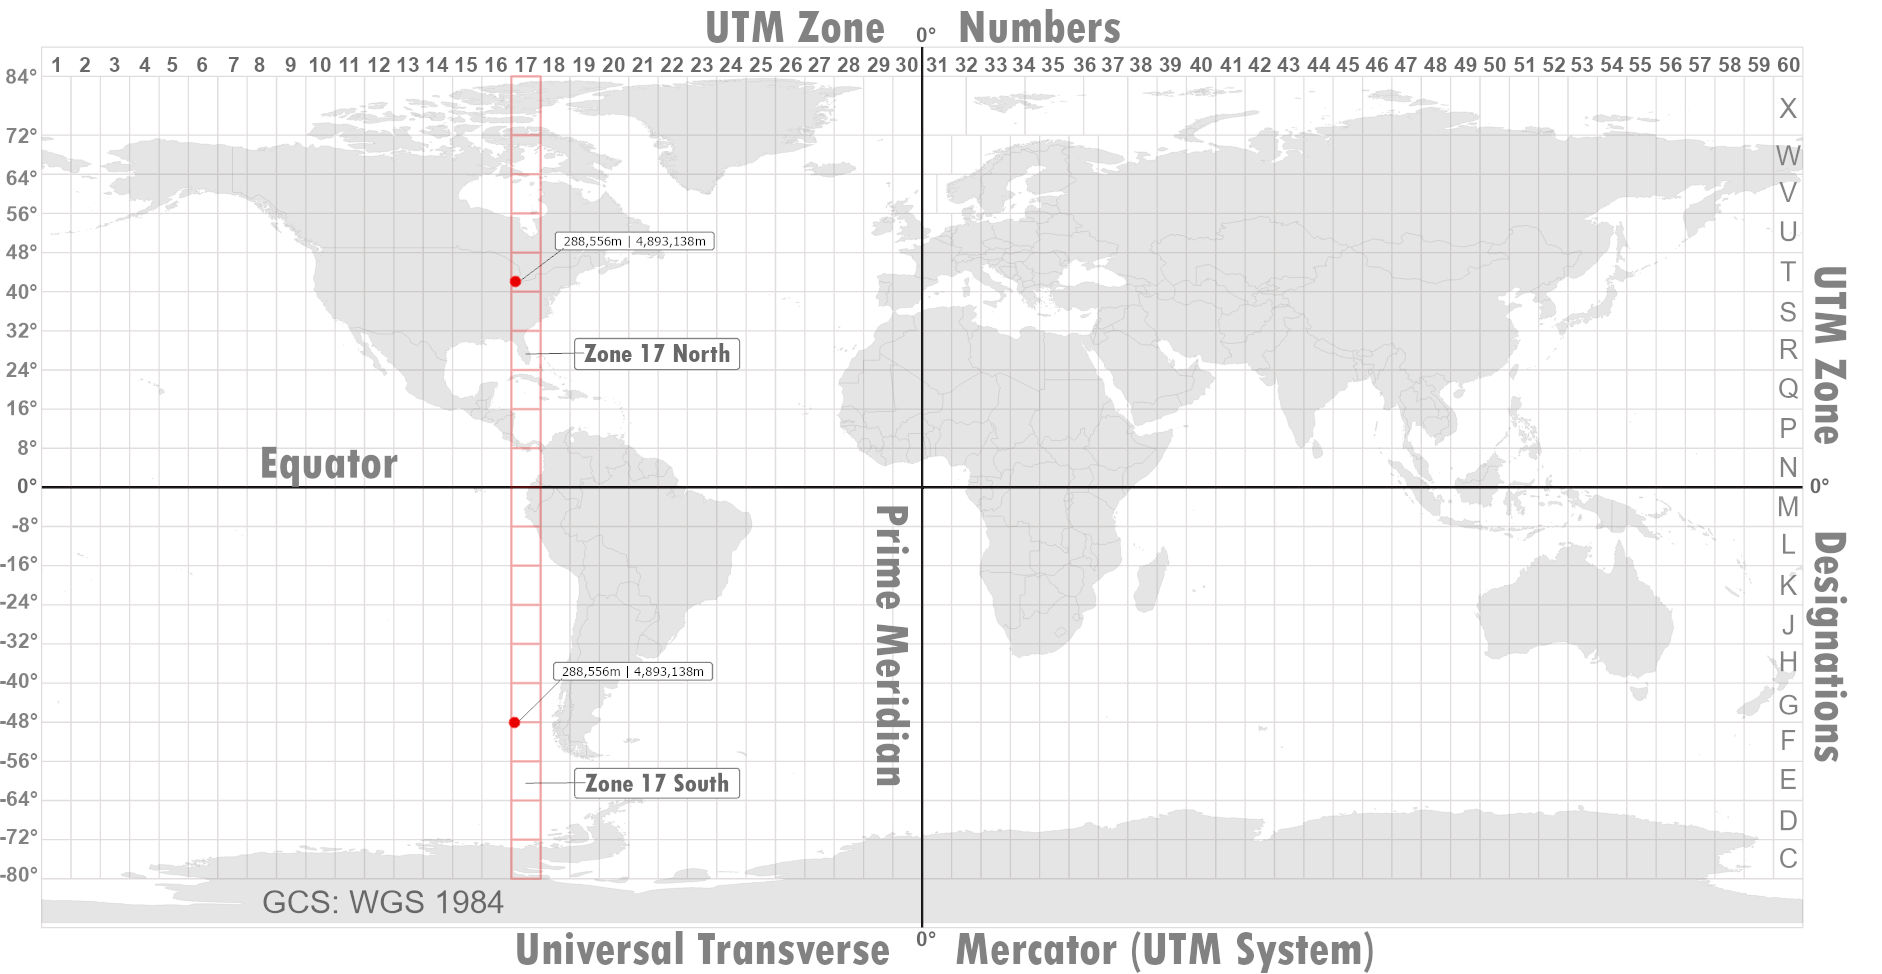 UTM Zone 0° Numbers
1 2 3 4 5 6 7 8 9 10 11 12 13 14 15 16 17 18 19 20 21 22 23 24 25 26 27 28 29 30 31 32 33 34 35 36 37 38 39 40 41 42 43 44 45 46 47 48 49 50 51 52 53 54 55 56 57 58 59 60
84°
X
72°
W
64°
V
56°
U
288,556m | 4,893,138m
48°
T
40°
S
32°
R
Zone 17 North
24°
Q
16°
P
8°
Equator
N
0°
0°
M
-8°
L
-16°
K
-24°
J
-32°
H
288,556m | 4,893,138m
-40°
G
-48°
F
-56°
E
Zone 17 South
-64°
D
-72°
C
-80°
Prime Meridian
UTM Zone
Designations
GCS: WGS 1984
Universal Transverse 0° Mercator (UTM System)